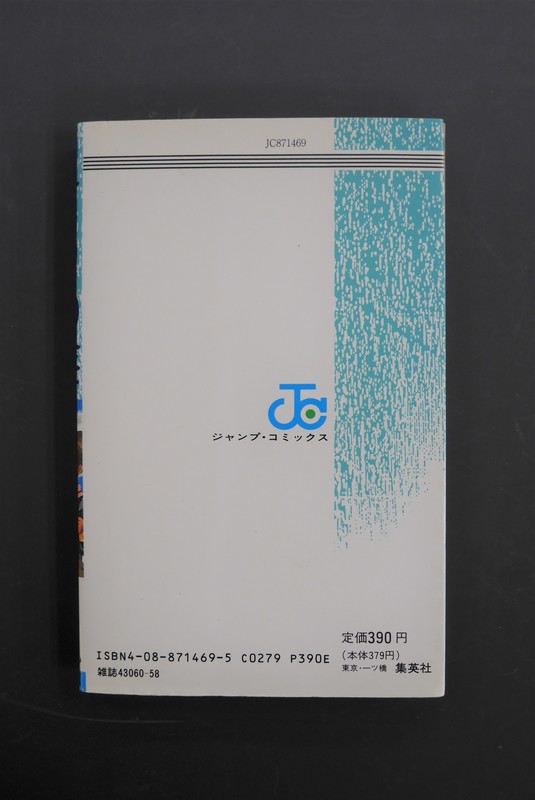 JC871469
JC
ジャンプ・コミックス
定価390円
ISBN4-08-871469-5 C0279 P390E
(本体379円)
雑誌43060-58
東京・一ツ橋 集英社